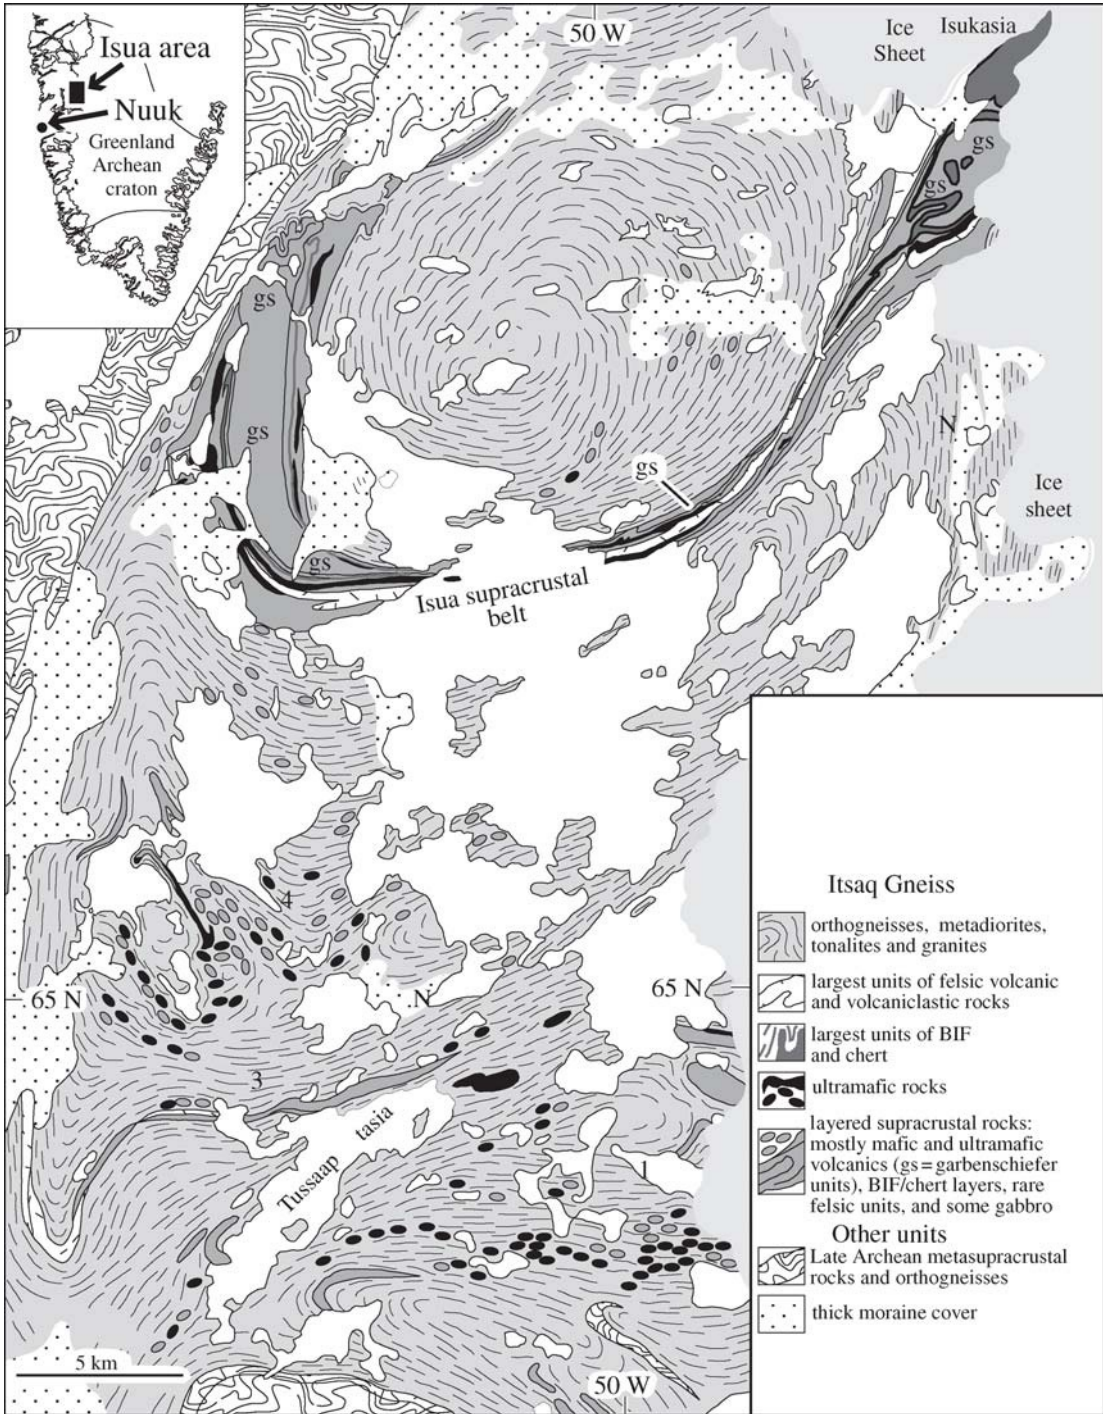 Isua area
Nuuk
Greenland
Archean
craton
50 W
Ice
Sheet
Isukasia
gs
gs
gs
gs
gs
gs
N
Ice
sheet
Isua supracrustal
belt
4
65 N
N
65 N
3
Tussaap
tasia
1
5 km
50 W
Itsaq Gneiss
orthogneisses, metadiorites,
tonalites and granites
largest units of felsic volcanic
and volcaniclastic rocks
largest units of BIF
and chert
ultramafic rocks
layered supracrustal rocks:
mostly mafic and ultramafic
volcanics (gs = garbenschiefer
units), BIF/chert layers, rare
felsic units, and some gabbro
Other units
Late Archean metasupracrustal
rocks and orthogneisses
thick moraine cover